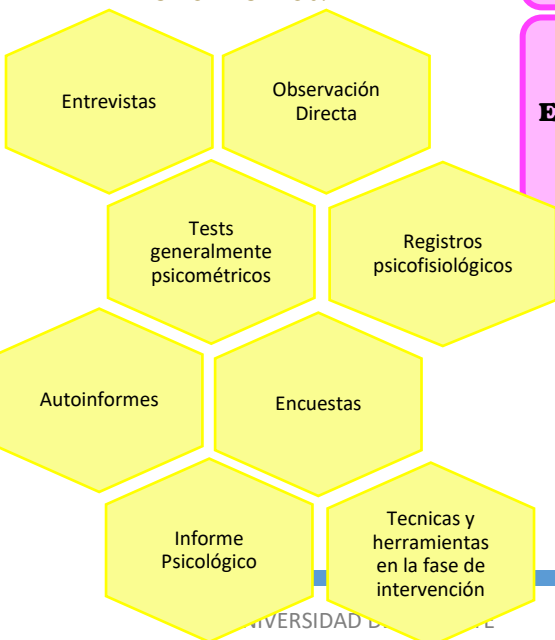 Entrevistas
Observación
Directa
E
Tests
generalmente
psicométricos
Registros
psicofisiológicos
Autoinformes
Encuestas
Informe
Psicológico
Tecnicas y
herramientas
en la fase de
intervención